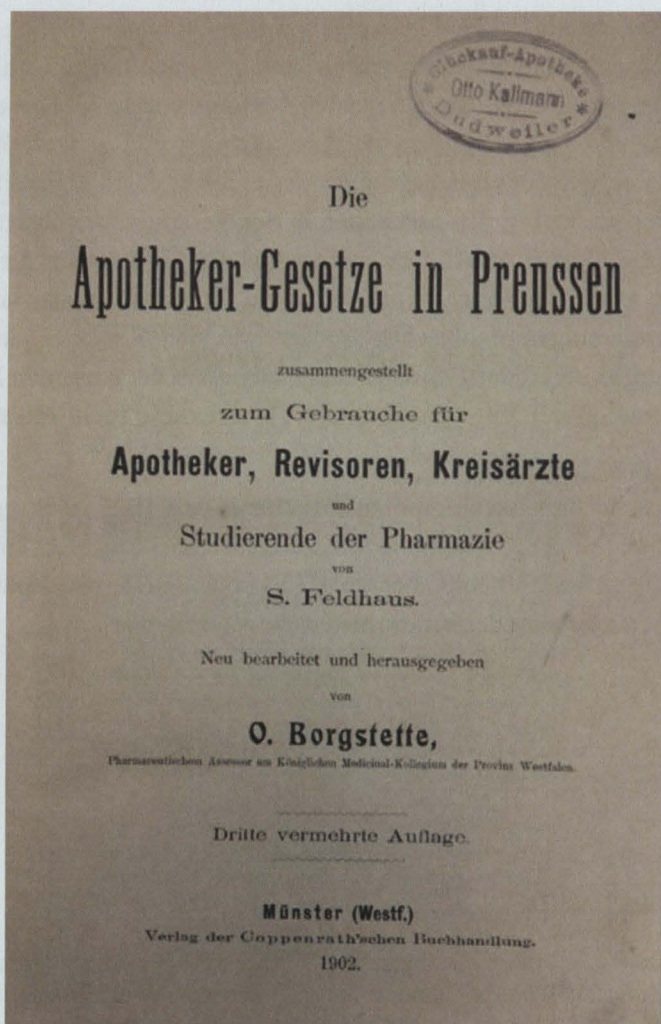 * Glückauf-Apotheke *
Otto Kallmann
Dudweiler
Die
Apotheker-Gesetze in Preussen
zusammengestellt
zum Gebrauche für
Apotheker, Revisoren, Kreisärzte
und
Studierende der Pharmazie
von
S. Feldhaus.
Neu bearbeitet und herausgegeben
von
O. Borgstette,
Pharmaceutischem Assessor am Königlichen Medicinal-Kollegium der Provinz Westfalen.
Dritte vermehrte Auflage.
Münster (Westf.)
Verlag der Coppenrath'schen Buchhandlung.
1902.